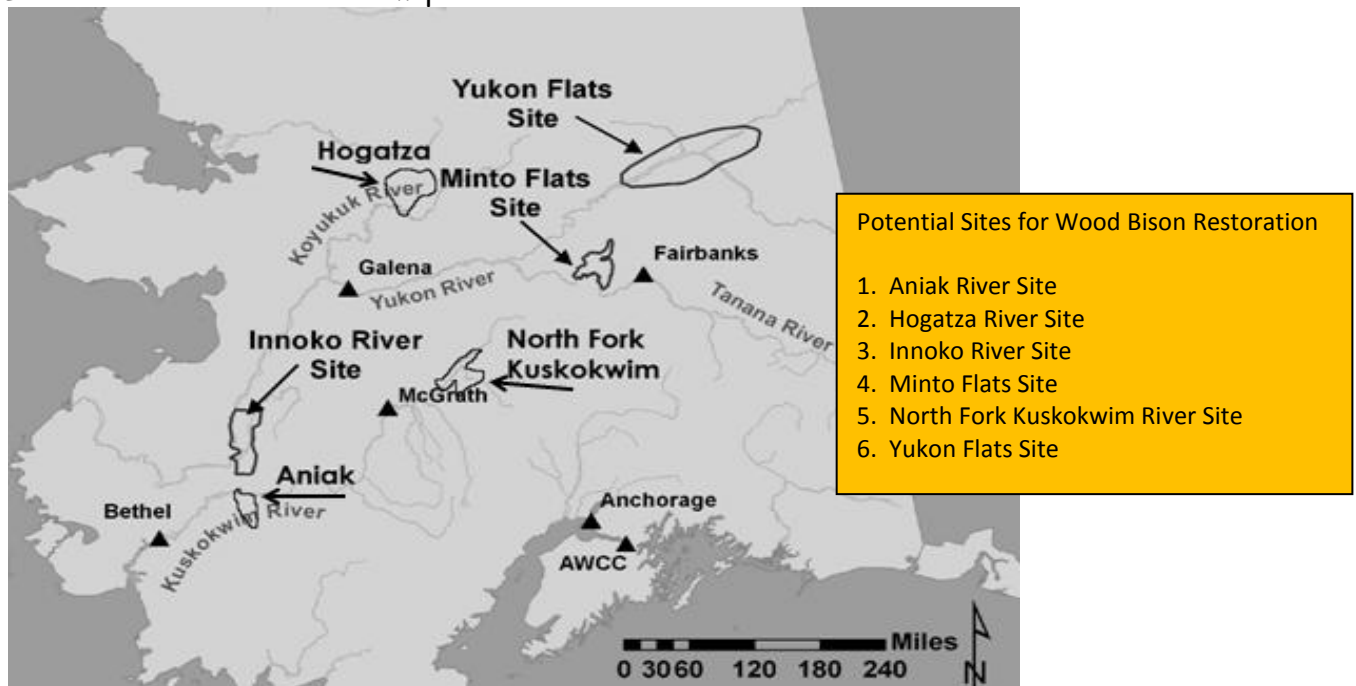 Yukon Flats
Site
Hogatza
Minto Flats
Site
Koyukuk River
Galena
Fairbanks
Yukon River
Tanana River
Innoko River
Site
North Fork
Kuskokwim
McGrath
Aniak
Bethel
Kuskokwim River
Anchorage
AWCC
Miles
0 30 60 120 180 240
N
Potential Sites for Wood Bison Restoration
1. Aniak River Site
2. Hogatza River Site
3. Innoko River Site
4. Minto Flats Site
5. North Fork Kuskokwim River Site
6. Yukon Flats Site